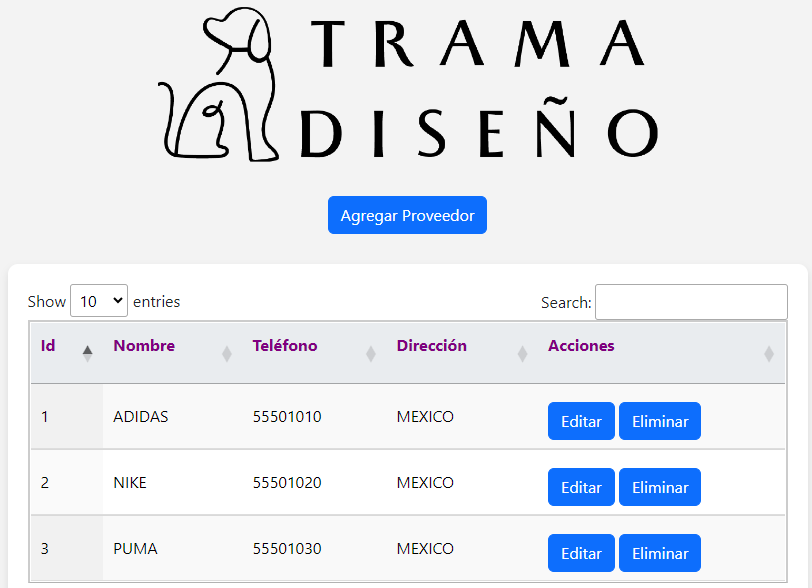 TRAMA
DISEÑO
Agregar Proveedor
Show 10 entries Search:
Id Nombre Teléfono Dirección Acciones
1 ADIDAS 55501010 MEXICO Editar Eliminar
2 NIKE 55501020 MEXICO Editar Eliminar
3 PUMA 55501030 MEXICO Editar Eliminar